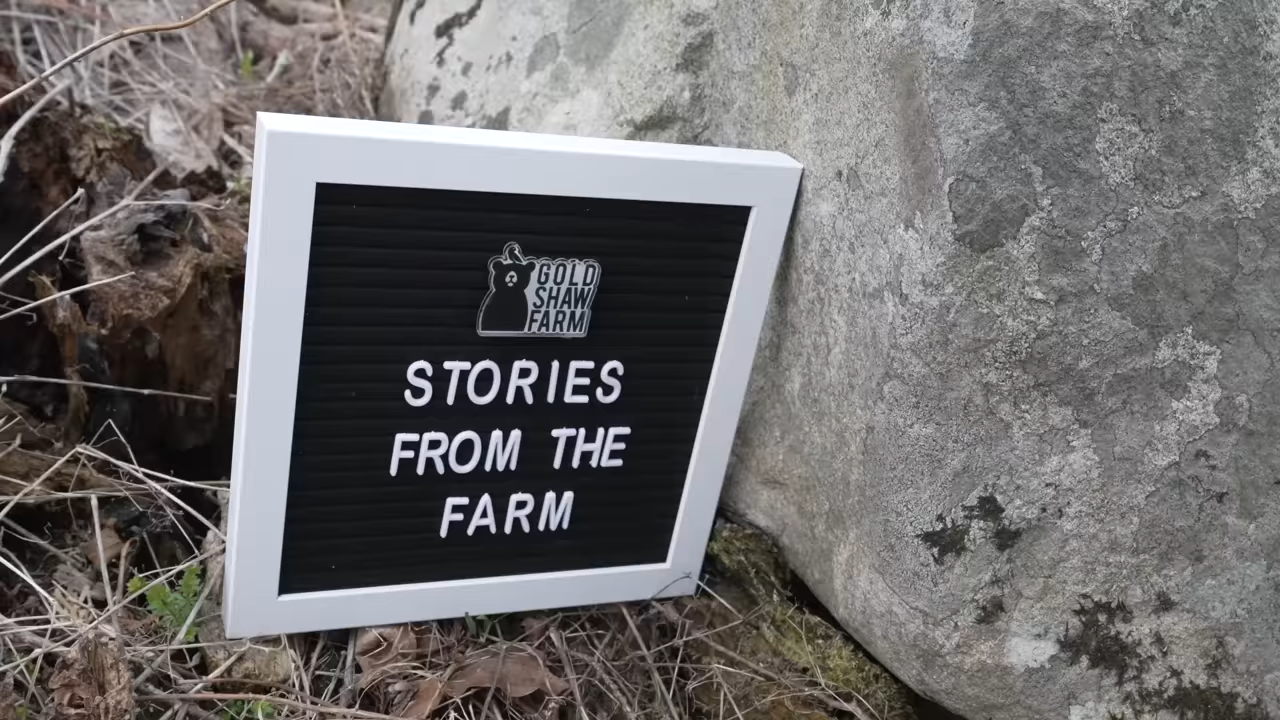 GOLD
SHAW
FARM
STORIES
FROM THE
FARM